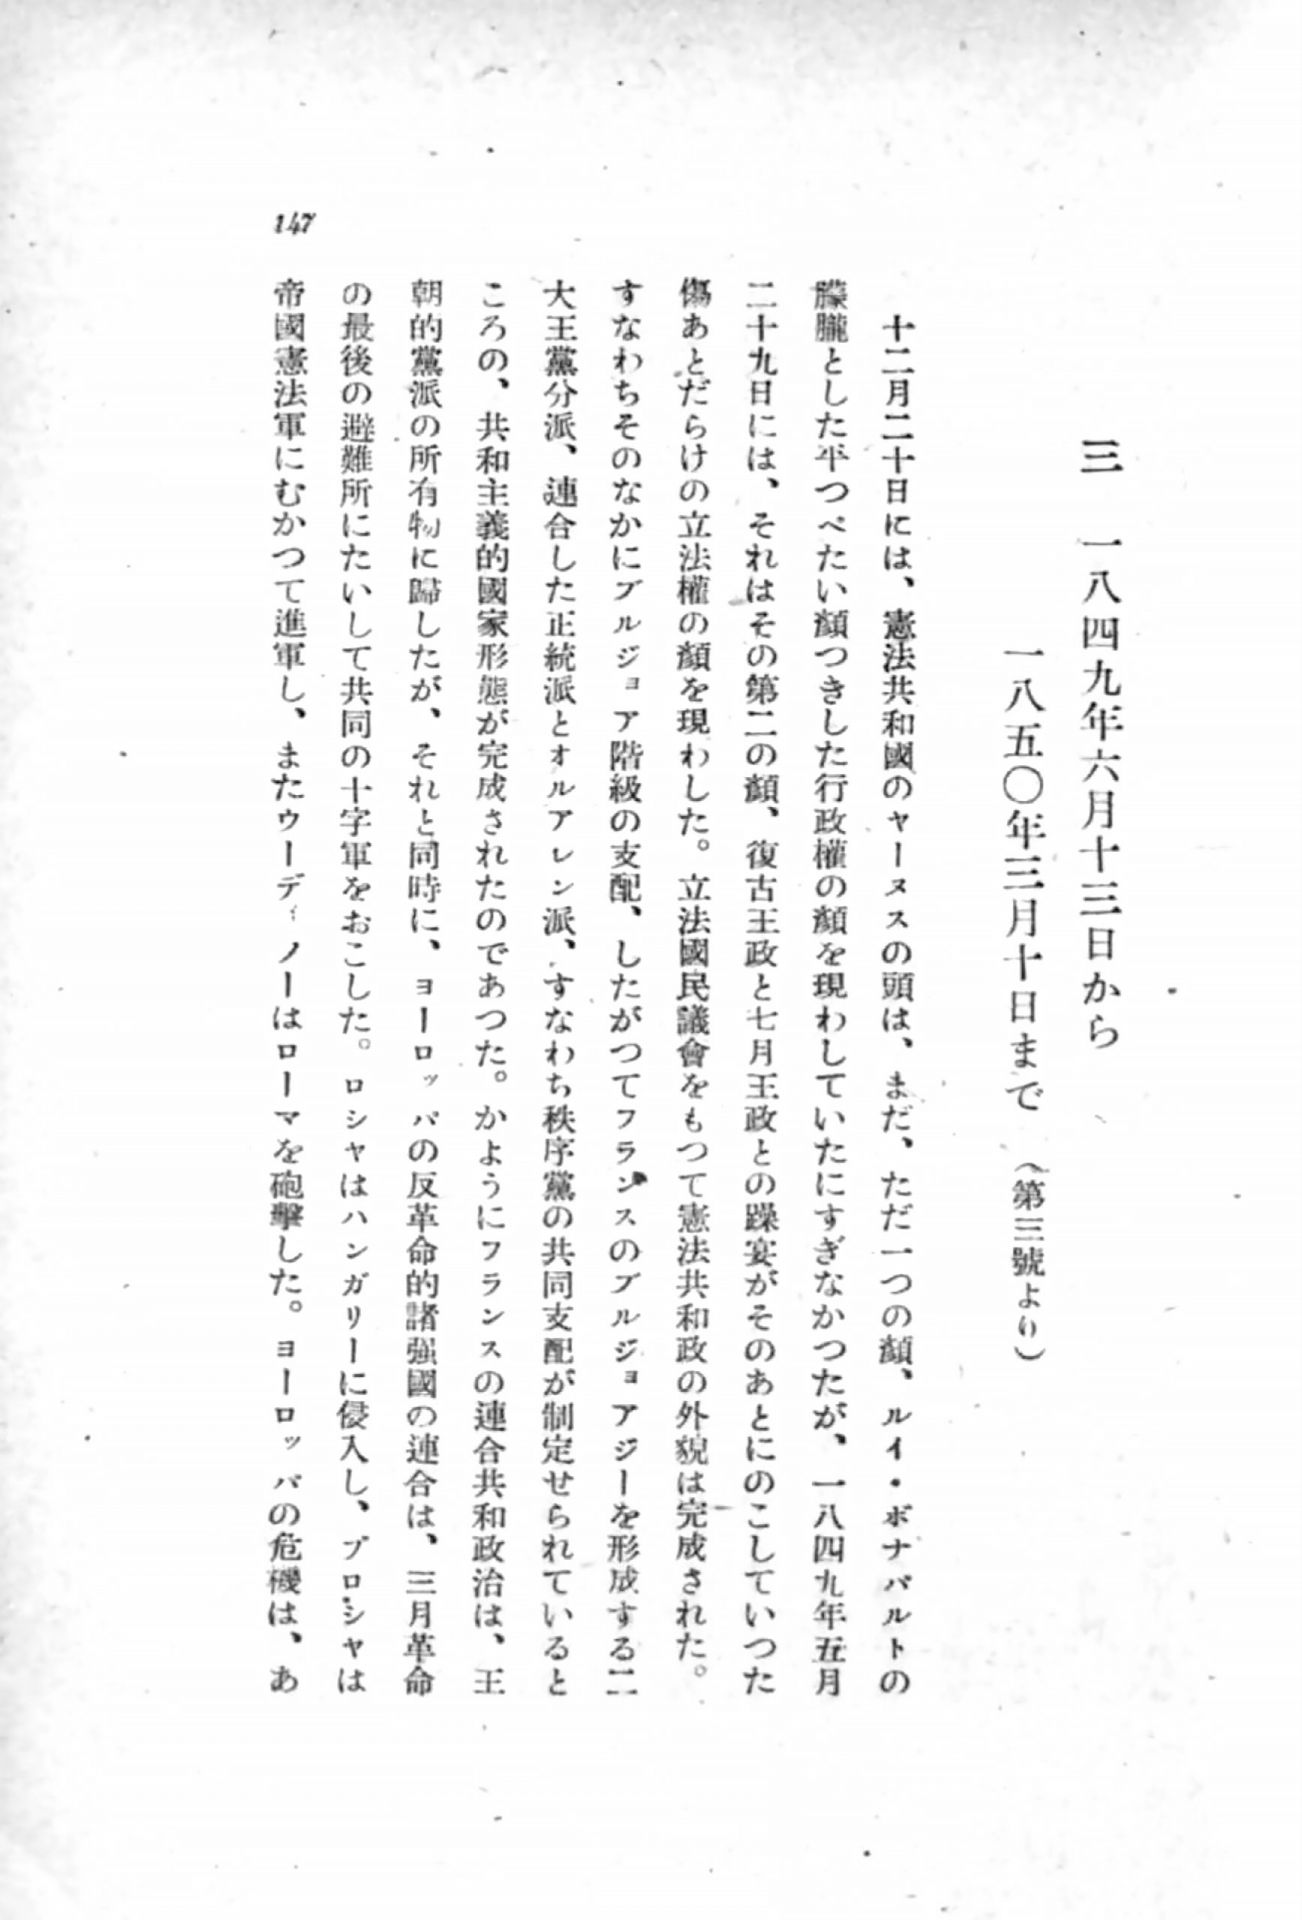 三　一八四九年六月十三日から
一八五〇年三月十日まで（第三號より）
十二月二十日には、憲法共和國のヤーヌスの頭は、まだ、ただ一つの顏、ルイ・ボナパルトの
朦朧とした平つぺたい顏つきした行政權の顏を現わしていたにすぎなかつたが、一八四九年五月
二十九日には、それはその第二の顏、復古王政と七月王政との躁宴がそのあとにのこしていつた
傷あとだらけの立法權の顏を現わした。立法國民議會をもつて憲法共和政の外貌は完成された。
すなわちそのなかにブルジョア階級の支配、したがつてフランスのブルジョアジーを形成する二
大王黨分派、連合した正統派とオルアレン派、すなわち秩序黨の共同支配が制定せられていると
ころの、共和主義的國家形態が完成されたのであつた。かようにフランスの連合共和政治は、王
朝的黨派の所有物に歸したが、それと同時に、ヨーロッパの反革命的諸强國の連合は、三月革命
の最後の避難所にたいして共同の十字軍をおこした。ロシヤはハンガリーに侵入し、プロシヤは
帝國憲法軍にむかつて進軍し、またウーディノーはローマを砲擊した。ヨーロッパの危機は、あ
147